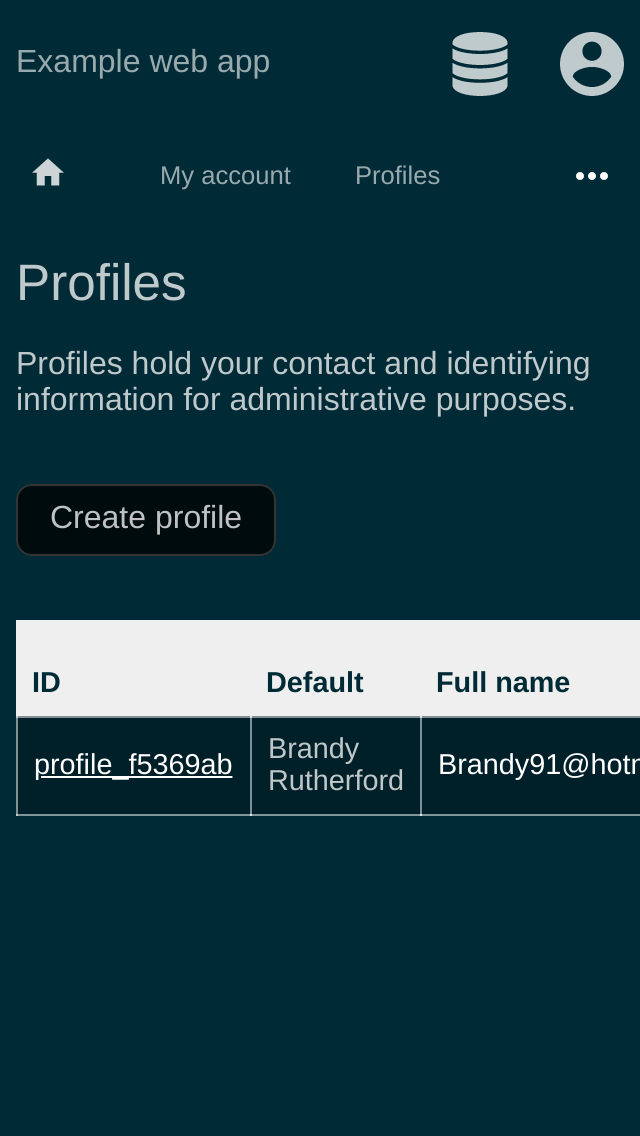 Example web app
My account Profiles
Profiles
Profiles hold your contact and identifying
information for administrative purposes.
Create profile
ID Default Full name
profile_f5369ab Brandy Rutherford Brandy91@hotm